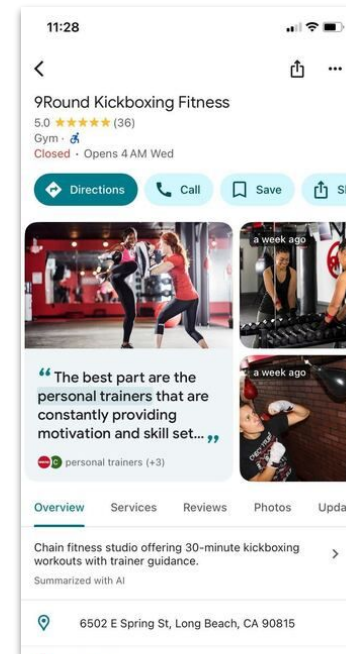 11:28
9Round Kickboxing Fitness
5.0 ★★★★★ (36)
Gym ·
Closed · Opens 4 AM Wed
Directions
Call
Save
a week ago
“ The best part are the
personal trainers that are
constantly providing
motivation and skill set... ”
personal trainers (+3)
a week ago
Overview
Services
Reviews
Photos
Upda
Chain fitness studio offering 30-minute kickboxing
workouts with trainer guidance.
Summarized with AI
6502 E Spring St, Long Beach, CA 90815